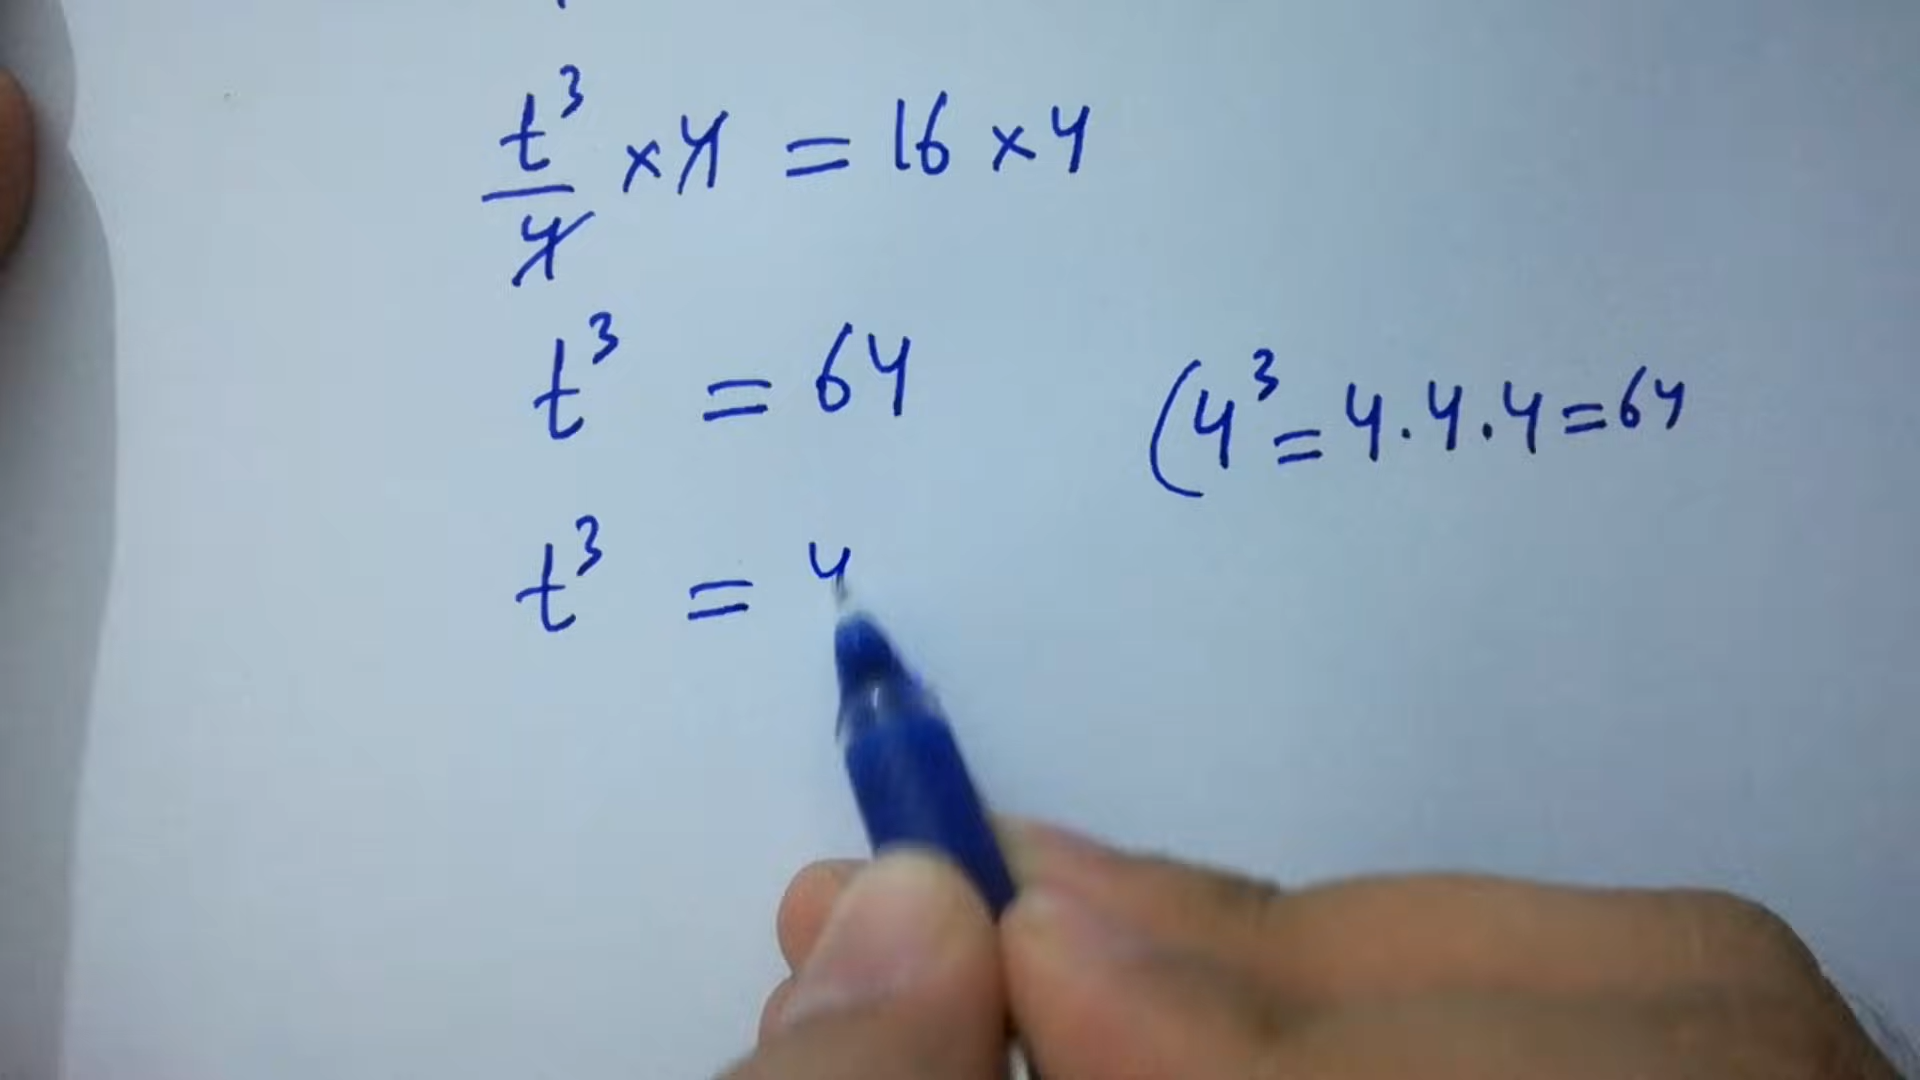 t³/4 × 4 = 16 × 4
t³ = 64
(4³ = 4·4·4 = 64
t³ = 4